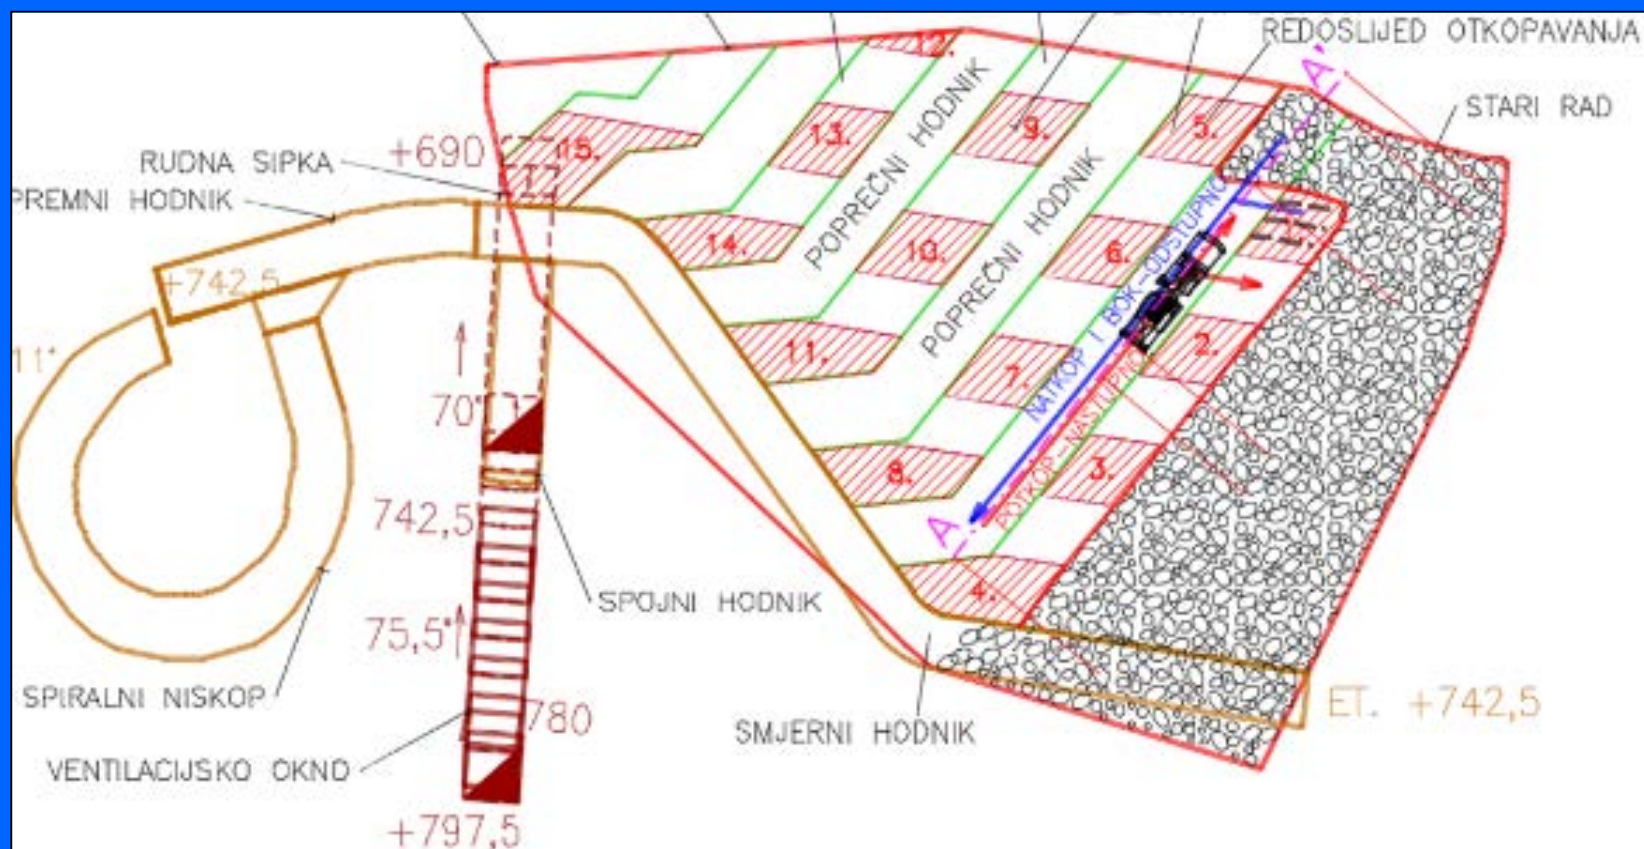 REDOSLIJED OTKOPAVANJA
A'
STARI RAD
12.
13.
9.
5.
15.
+690
RUDNA SIPKA
PREMNI HODNIK
POPREČNI HODNIK
POPREČNI HODNIK
14.
10.
6.
+742,5
11°
11.
7.
2.
NATKOP I BOK-ODSTUPNO
POTKOP-NASTUPNO
70°
8.
3.
742,5
A
4.
SPOJNI HODNIK
75,5°
SPIRALNI NISKOP
780
SMJERNI HODNIK
ET. +742,5
VENTILACIJSKO OKNO
+797,5